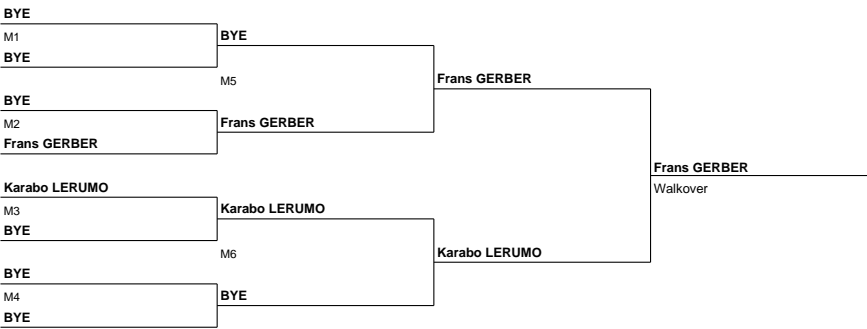 BYE
M1
BYE
BYE
M5
Frans GERBER
BYE
M2
Frans GERBER
Frans GERBER
Frans GERBER
Walkover
Karabo LERUMO
M3
Karabo LERUMO
BYE
M6
Karabo LERUMO
BYE
M4
BYE
BYE